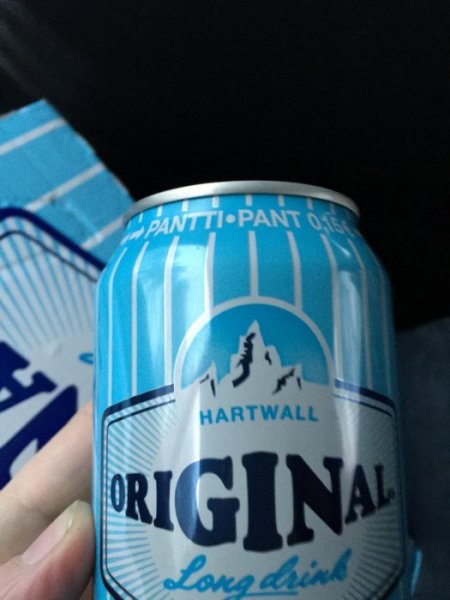 PANTTI•PANT 0,15€
HARTWALL
ORIGINAL
Long drink